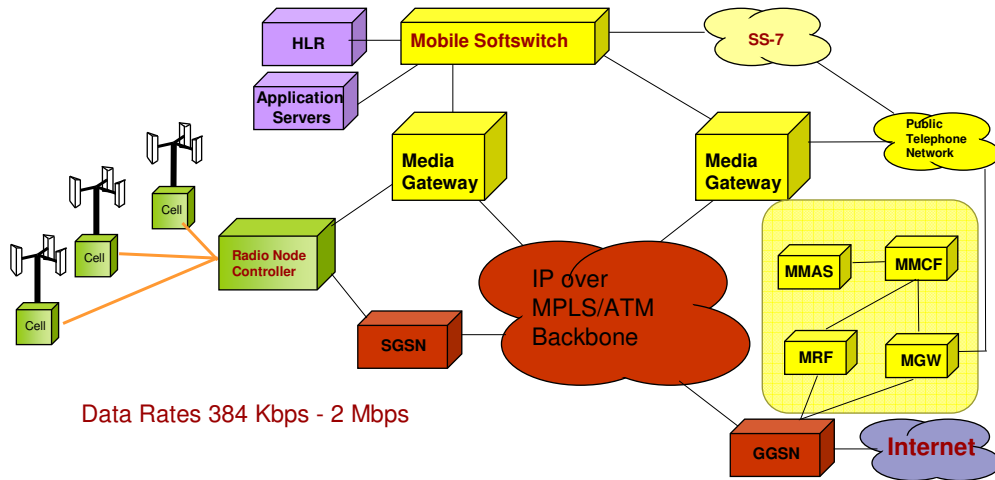 HLR
Mobile Softswitch
SS-7
Application
Servers
Public
Telephone
Network
Media
Gateway
Media
Gateway
Cell
Cell
Cell
Radio Node
Controller
IP over
MPLS/ATM
Backbone
MMAS
MMCF
SGSN
MRF
MGW
Data Rates 384 Kbps - 2 Mbps
GGSN
Internet